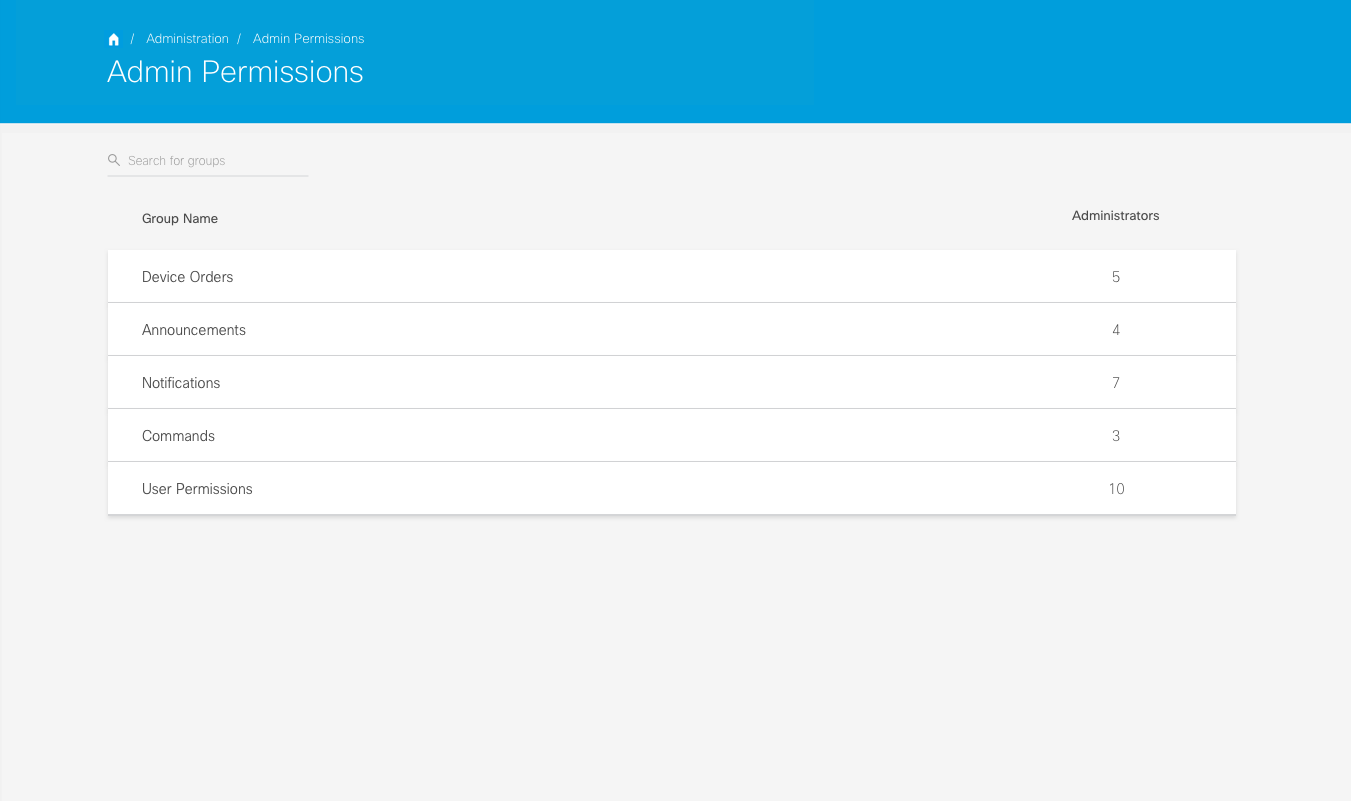 / Administration / Admin Permissions
Admin Permissions
Search for groups
Group Name Administrators
Device Orders 5
Announcements 4
Notifications 7
Commands 3
User Permissions 10